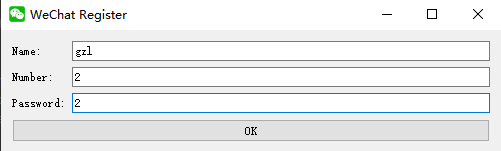 WeChat Register
Name: gzl
Number: 2
Password: 2
OK